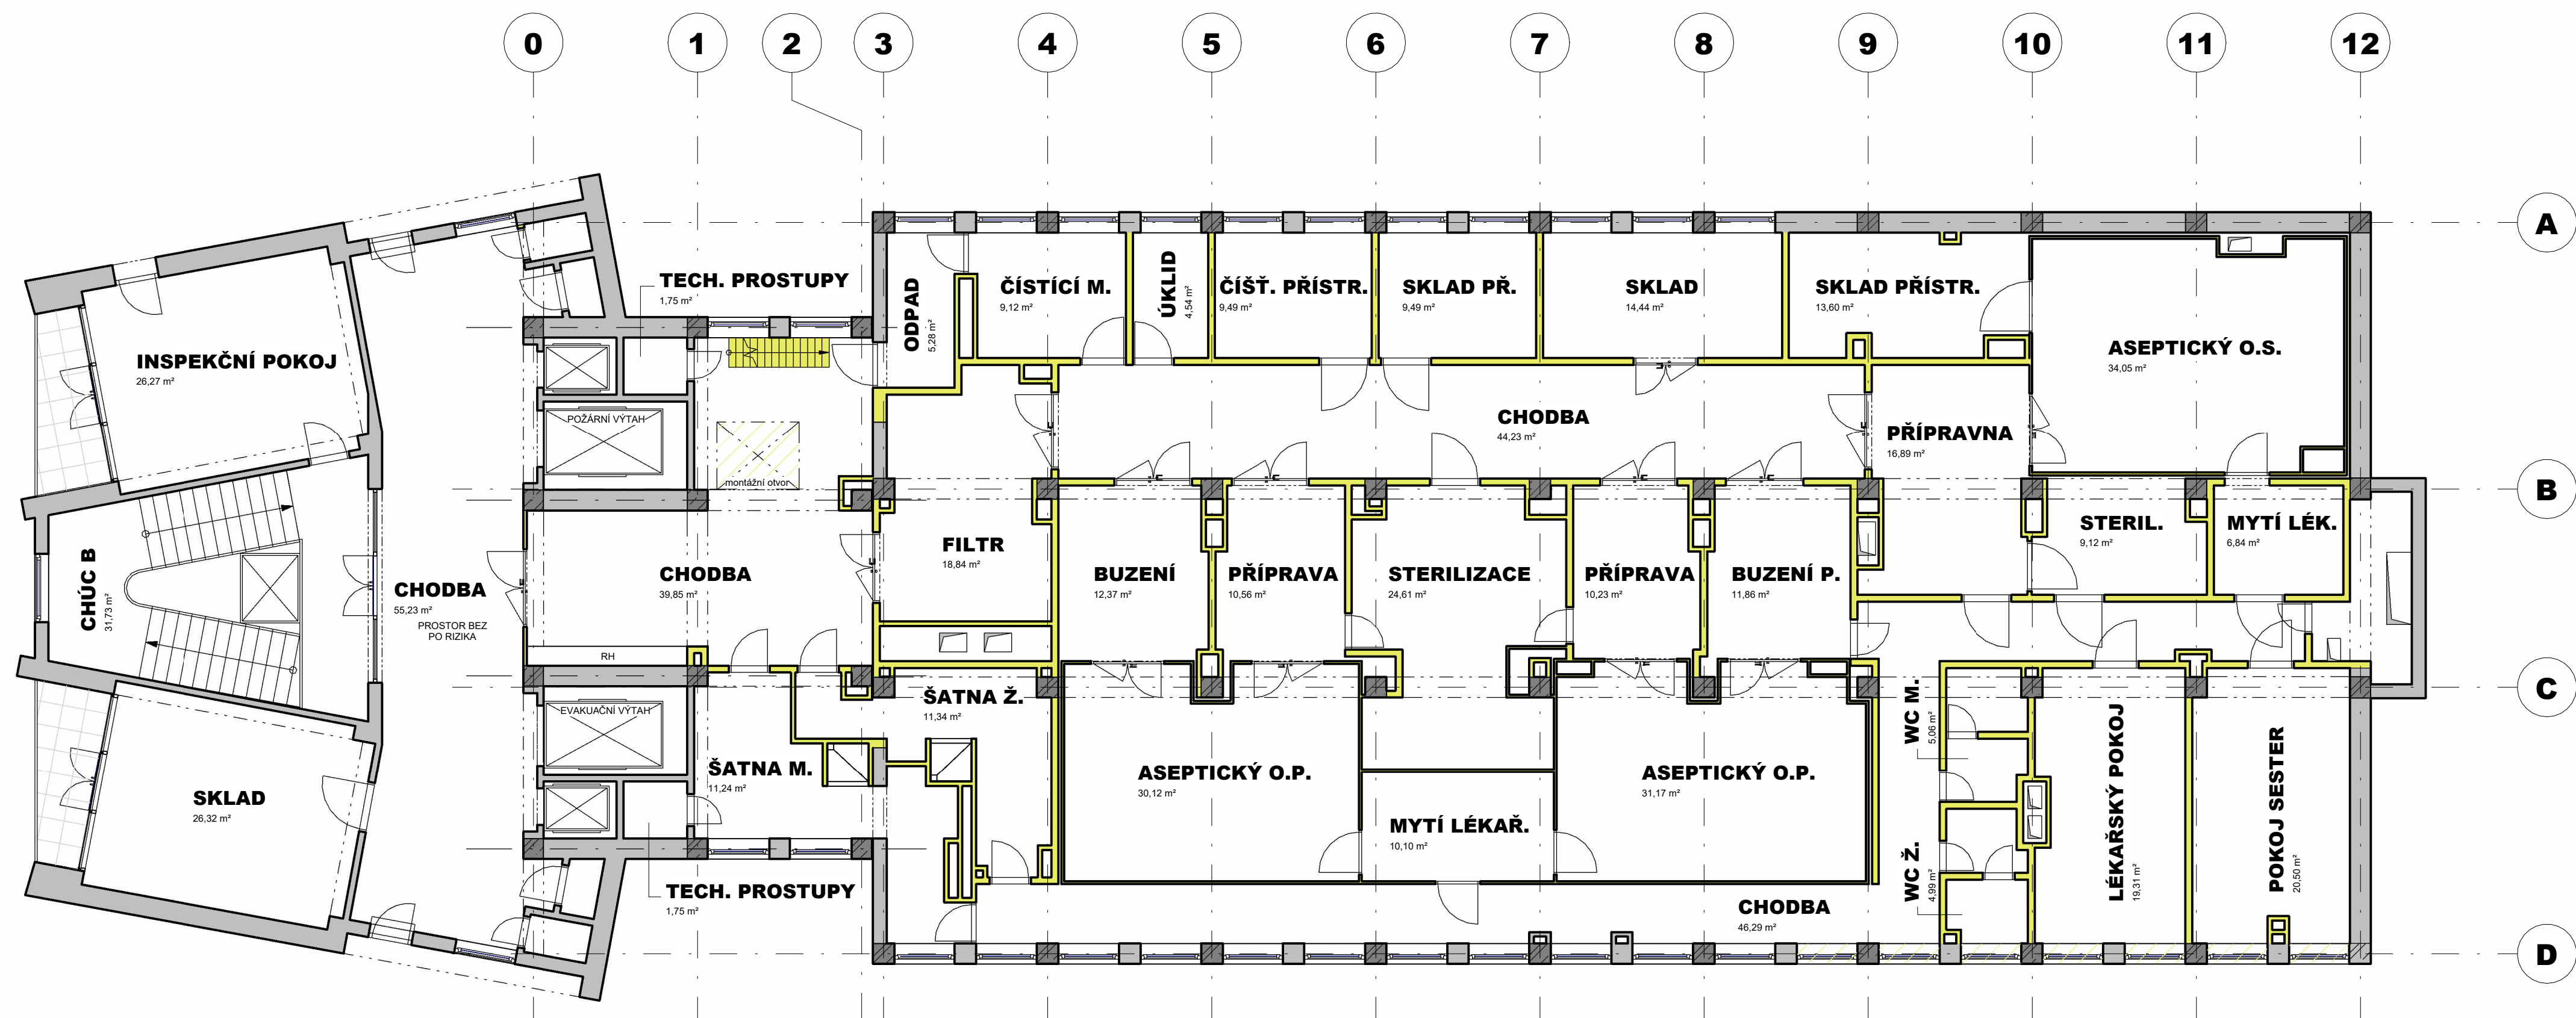 0 1 2 3 4 5 6 7 8 9 10 11 12
A
B
C
D
INSPEKČNÍ POKOJ
26,27 m²
CHÚC B
31,73 m²
SKLAD
26,32 m²
CHODBA
55,23 m²
PROSTOR BEZ
PO RIZIKA
TECH. PROSTUPY
1,75 m²
POŽÁRNÍ VÝTAH
montážní otvor
CHODBA
39,85 m²
RH
EVAKUAČNÍ VÝTAH
ŠATNA M.
11,24 m²
TECH. PROSTUPY
1,75 m²
ODPAD
5,28 m²
ČÍSTÍCÍ M.
9,12 m²
ÚKLID
4,54 m²
ČÍŠŤ. PŘÍSTR.
9,49 m²
SKLAD PŘ.
9,49 m²
SKLAD
14,44 m²
SKLAD PŘÍSTR.
13,60 m²
ASEPTICKÝ O.S.
34,05 m²
CHODBA
44,23 m²
PŘÍPRAVNA
16,89 m²
FILTR
18,84 m²
BUZENÍ
12,37 m²
PŘÍPRAVA
10,56 m²
STERILIZACE
24,61 m²
PŘÍPRAVA
10,23 m²
BUZENÍ P.
11,86 m²
STERIL.
9,12 m²
MYTÍ LÉK.
6,84 m²
ŠATNA Ž.
11,34 m²
ASEPTICKÝ O.P.
30,12 m²
MYTÍ LÉKAŘ.
10,10 m²
ASEPTICKÝ O.P.
31,17 m²
WC M.
5,06 m²
WC Ž.
4,99 m²
LÉKAŘSKÝ POKOJ
19,31 m²
POKOJ SESTER
20,50 m²
CHODBA
46,29 m²